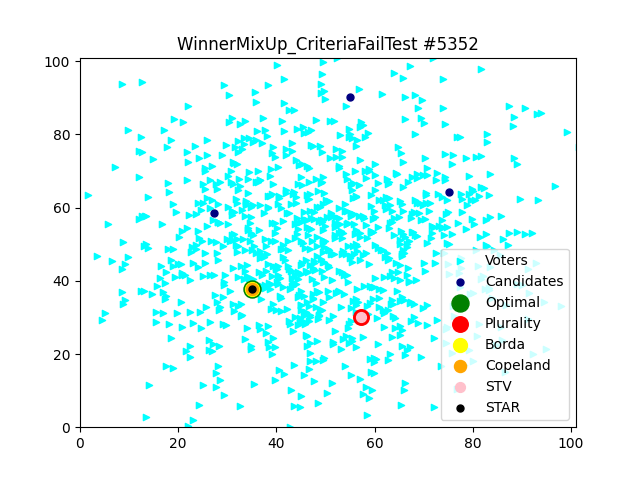 WinnerMixUp_CriteriaFailTest #5352
100
80
60
40
20
0
0 20 40 60 80 100
Voters
Candidates
Optimal
Plurality
Borda
Copeland
STV
STAR